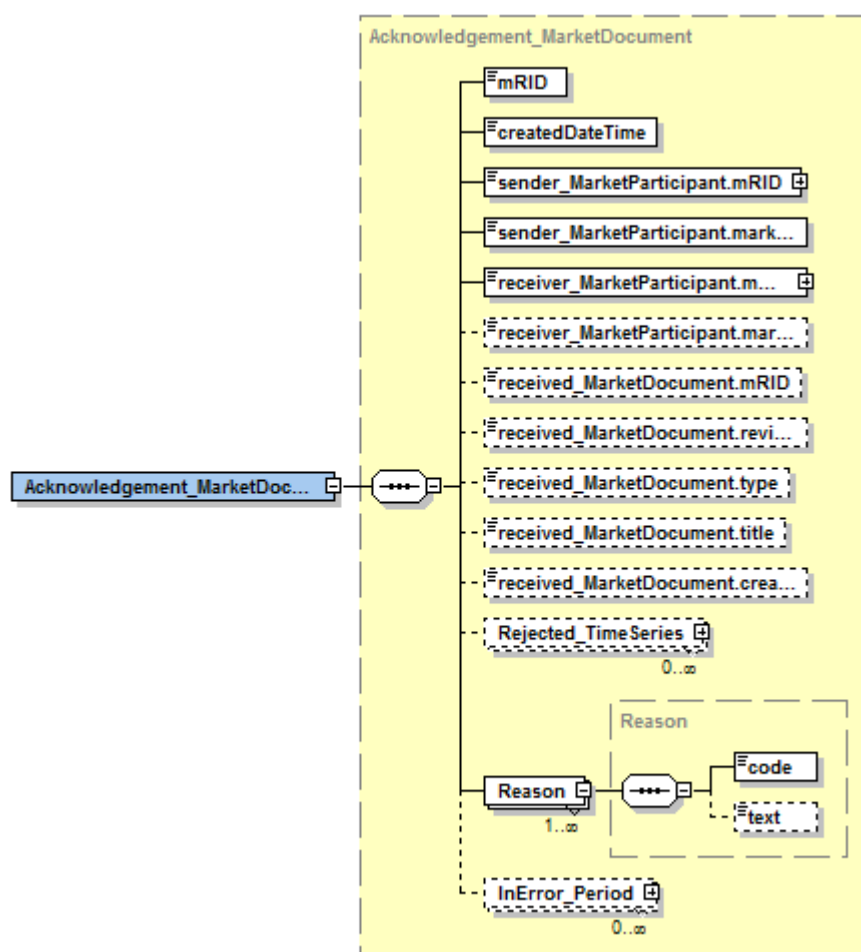 Acknowledgement_MarketDocument
mRID
createdDateTime
sender_MarketParticipant.mRID
sender_MarketParticipant.mark...
receiver_MarketParticipant.m...
receiver_MarketParticipant.mar...
received_MarketDocument.mRID
received_MarketDocument.revi...
received_MarketDocument.type
received_MarketDocument.title
received_MarketDocument.crea...
Acknowledgement_MarketDoc...
Rejected_TimeSeries
0..∞
Reason
code
Reason
text
1..∞
InError_Period
0..∞